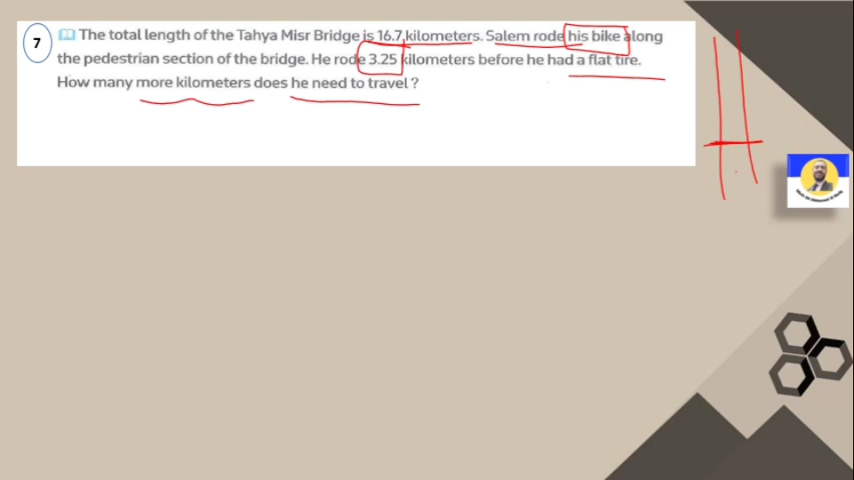 7
The total length of the Tahya Misr Bridge is 16.7 kilometers. Salem rode his bike along
the pedestrian section of the bridge. He rode 3.25 kilometers before he had a flat tire.
How many more kilometers does he need to travel ?